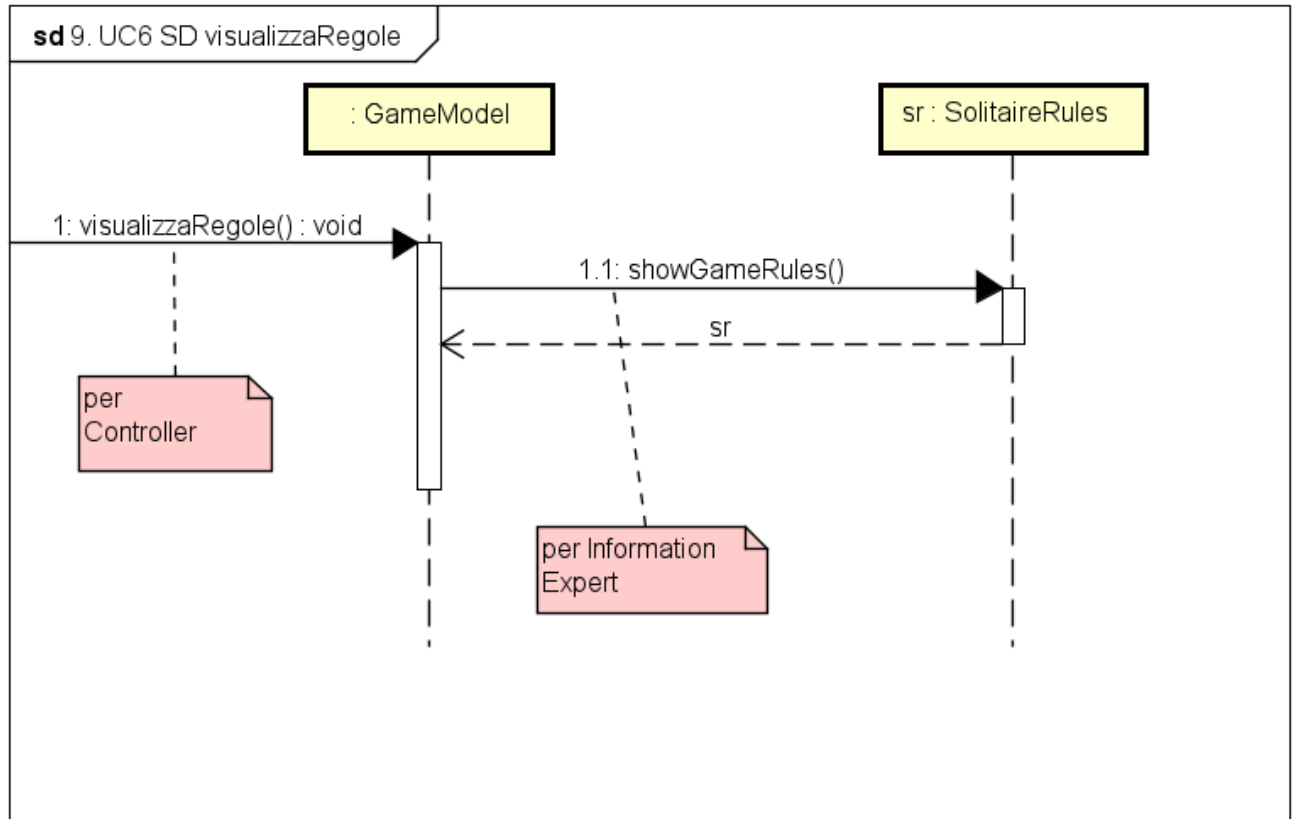 sd 9. UC6 SD visualizzaRegole
: GameModel
sr : SolitaireRules
1: visualizzaRegole() : void
1.1: showGameRules()
sr
per
Controller
per Information
Expert